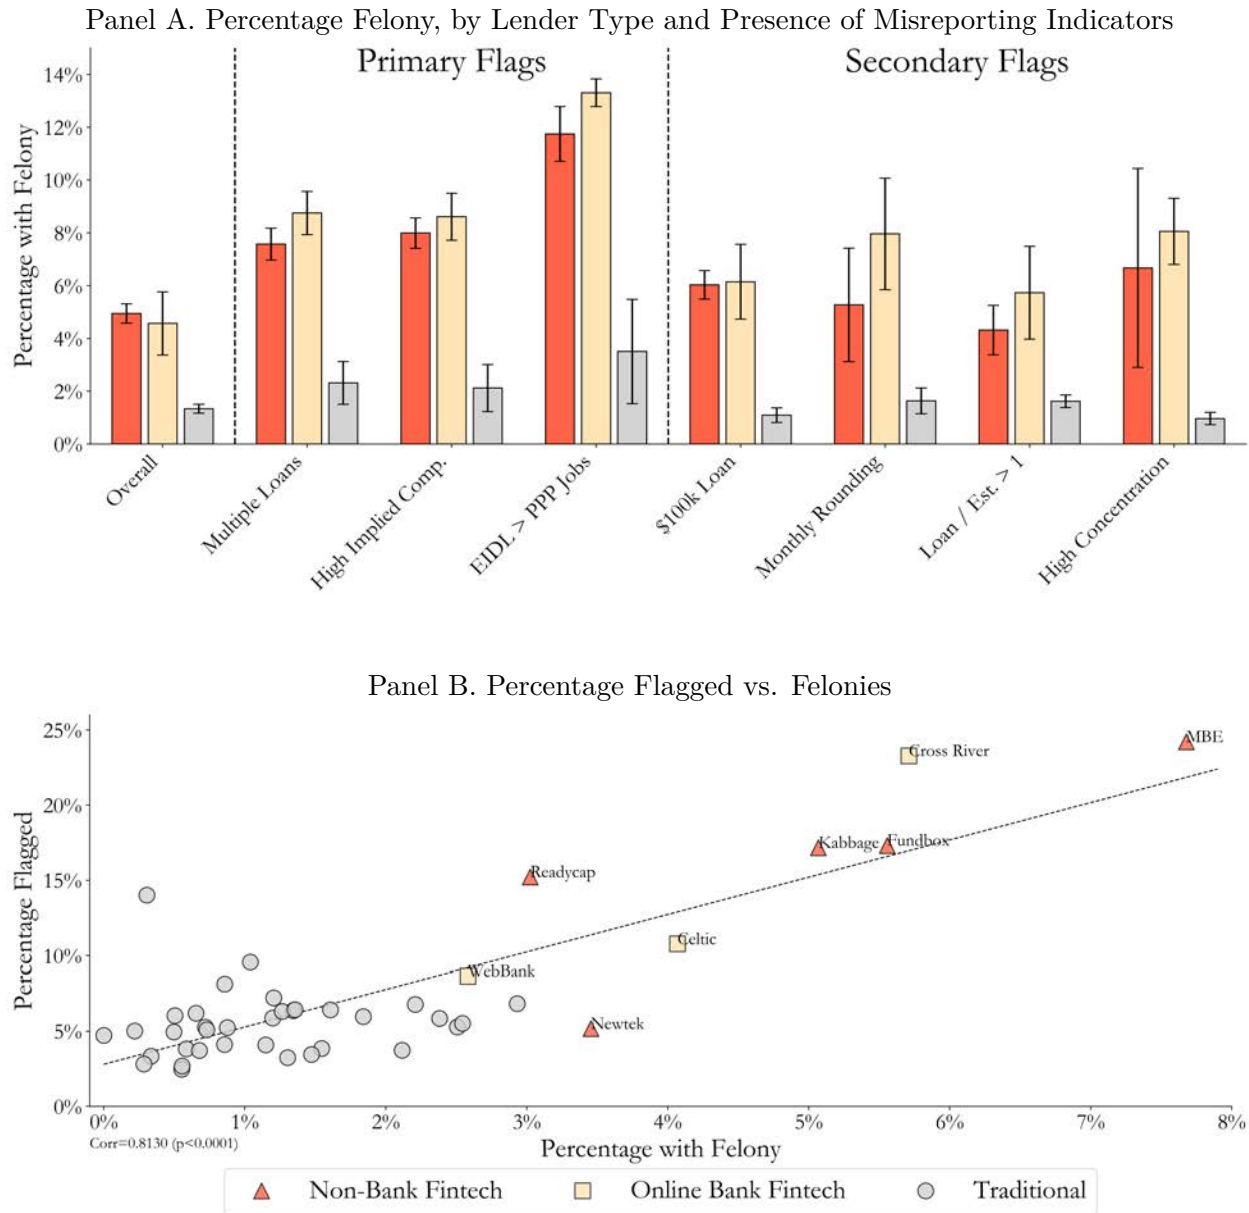 Panel A. Percentage Felony, by Lender Type and Presence of Misreporting Indicators
Primary Flags
Secondary Flags
Percentage with Felony
14%
12%
10%
8%
6%
4%
2%
0%
Overall
Multiple Loans
High Implied Comp.
EIDL > PPP Jobs
$100k Loan
Monthly Rounding
Loan / Est. > 1
High Concentration
Panel B. Percentage Flagged vs. Felonies
Percentage Flagged
25%
20%
15%
10%
5%
0%
MBE
Cross River
Kabbage
Fundbox
Readycap
Celtic
WebBank
Newtek
0%
1%
2%
3%
4%
5%
6%
7%
8%
Corr=0.8130 (p<0.0001)
Percentage with Felony
Non-Bank Fintech
Online Bank Fintech
Traditional